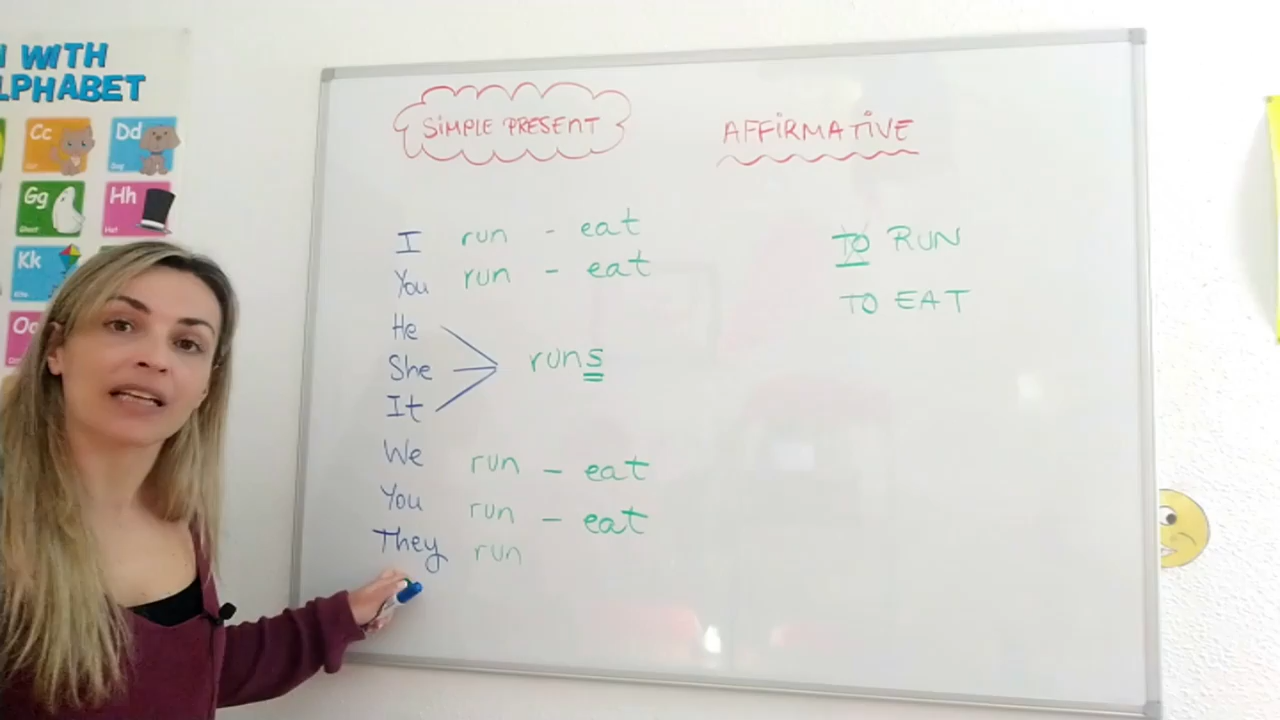 WITH
LPHABET
Cc
Dd
Gg
Hh
Kk
SIMPLE PRESENT
AFFIRMATIVE
I run - eat
You run - eat
He
She
It
runs
We run - eat
You run - eat
They run
TO RUN
TO EAT